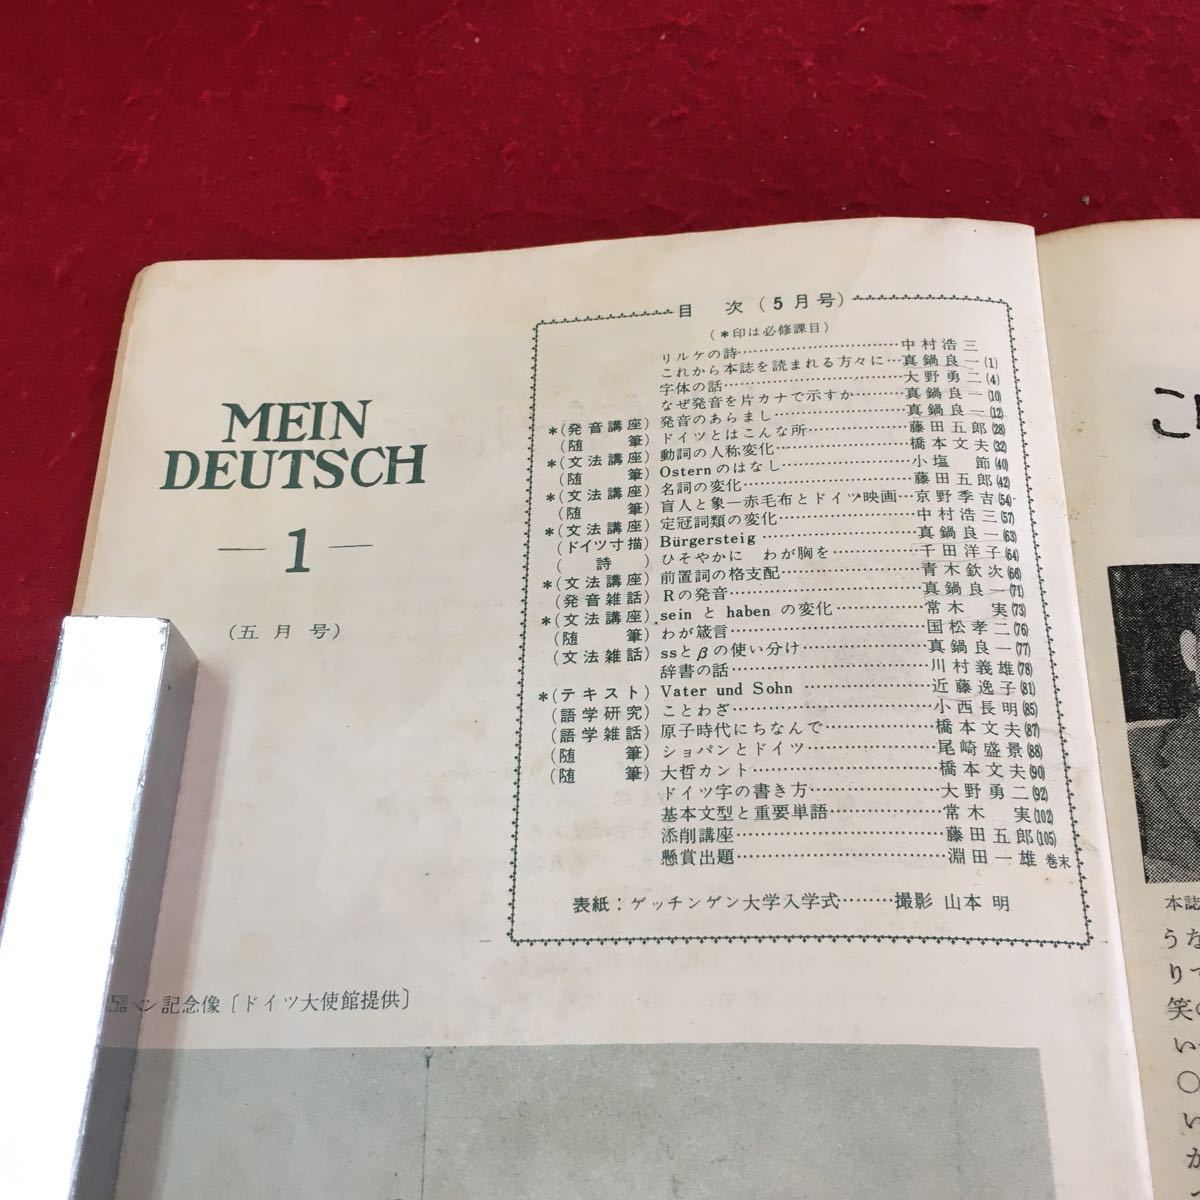 MEIN
DEUTSCH
— 1 —
(五月号)
目 次 (5月号)
(*印は必修課目)
リルケの詩……中村浩三
これから本誌を読まれる方々に…真鍋良一(1)
字体の話……大野勇二(4)
なぜ発音を片カナで示すか……真鍋良一(10)
*(発音講座) 発音のあらまし……真鍋良一(12)
(随筆) ドイツとはこんな所……藤田五郎(28)
*(文法講座) 動詞の人称変化……橋本文夫(32)
(随筆) Osternのはなし……小塩節(40)
*(文法講座) 名詞の変化……藤田五郎(42)
(随筆) 盲人と象—赤毛布とドイツ映画…京野季吉(54)
*(文法講座) 定冠詞類の変化……中村浩三(57)
(ドイツ寸描) Bürgersteig……真鍋良一(63)
(詩) ひそやかに わが胸を……千田洋子(64)
*(文法講座) 前置詞の格支配……青木欽次(66)
(発音雑話) Rの発音……真鍋良一(71)
*(文法講座) sein と haben の変化……常木実(73)
(随筆) わが箴言……国松孝二(76)
(文法雑話) ssとβの使い分け……真鍋良一(77)
辞書の話……川村義雄(78)
*(テキスト) Vater und Sohn……近藤逸子(81)
(語学研究) ことわざ……小西長明(85)
(語学雑話) 原子時代にちなんで……橋本文夫(87)
(随筆) ショパンとドイツ……尾崎盛景(88)
(随筆) 大哲カント……橋本文夫(90)
ドイツ字の書き方……大野勇二(92)
基本文型と重要単語……常木実(102)
添削講座……藤田五郎(105)
懸賞出題……淵田一雄 巻末
表紙：ゲッチンゲン大学入学式………撮影 山本 明
ン記念像〔ドイツ大使館提供〕
こ
本誌
うな
りて
笑の
い
〇
い
か